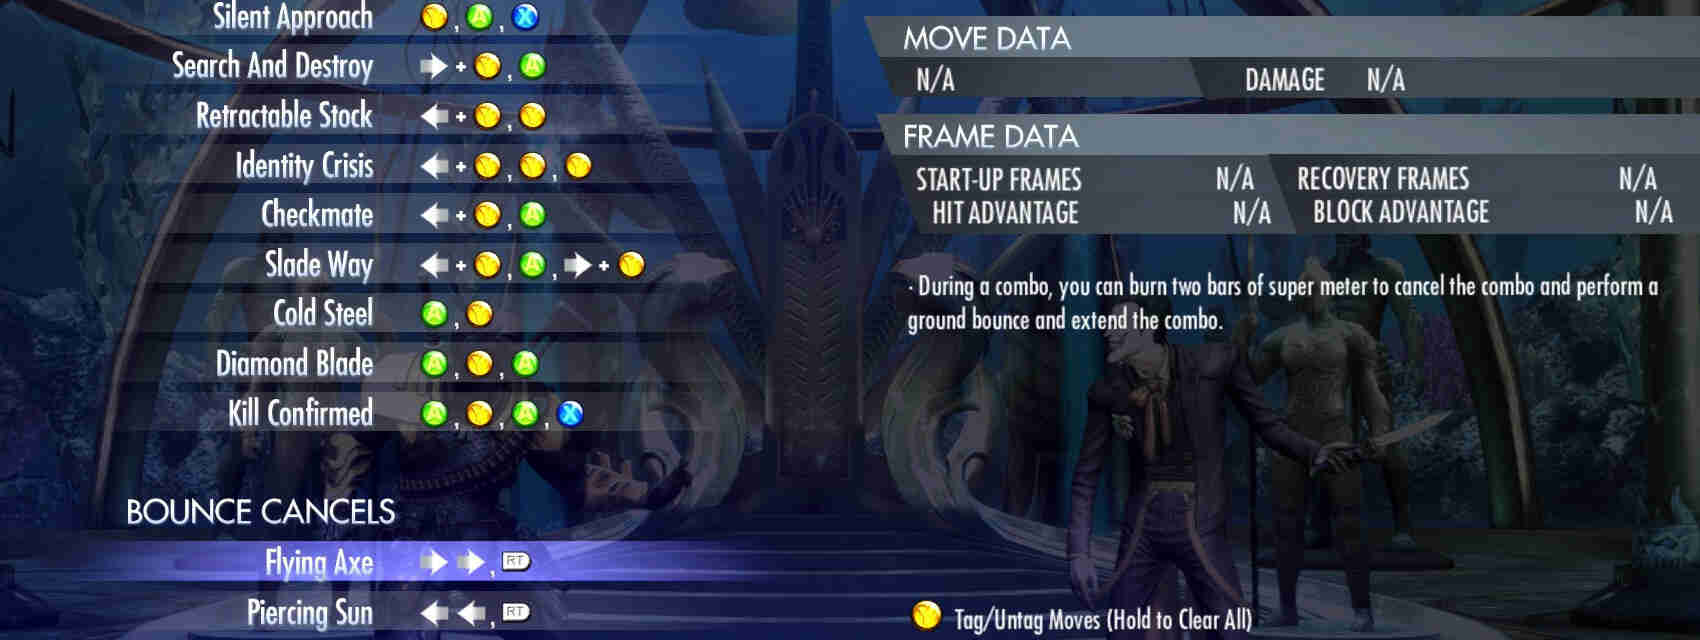 Silent Approach Y, A, X
Search And Destroy + Y, A
Retractable Stock + Y, Y
Identity Crisis + Y, Y, Y
Checkmate + Y, A
Slade Way + Y, A, + Y
Cold Steel A, Y
Diamond Blade A, Y, A
Kill Confirmed A, Y, A, X
BOUNCE CANCELS
Flying Axe , RT
Piercing Sun , RT
MOVE DATA
N/A DAMAGE N/A
FRAME DATA
START-UP FRAMES N/A RECOVERY FRAMES N/A
HIT ADVANTAGE N/A BLOCK ADVANTAGE N/A
· During a combo, you can burn two bars of super meter to cancel the combo and perform a
ground bounce and extend the combo.
Y Tag/Untag Moves (Hold to Clear All)